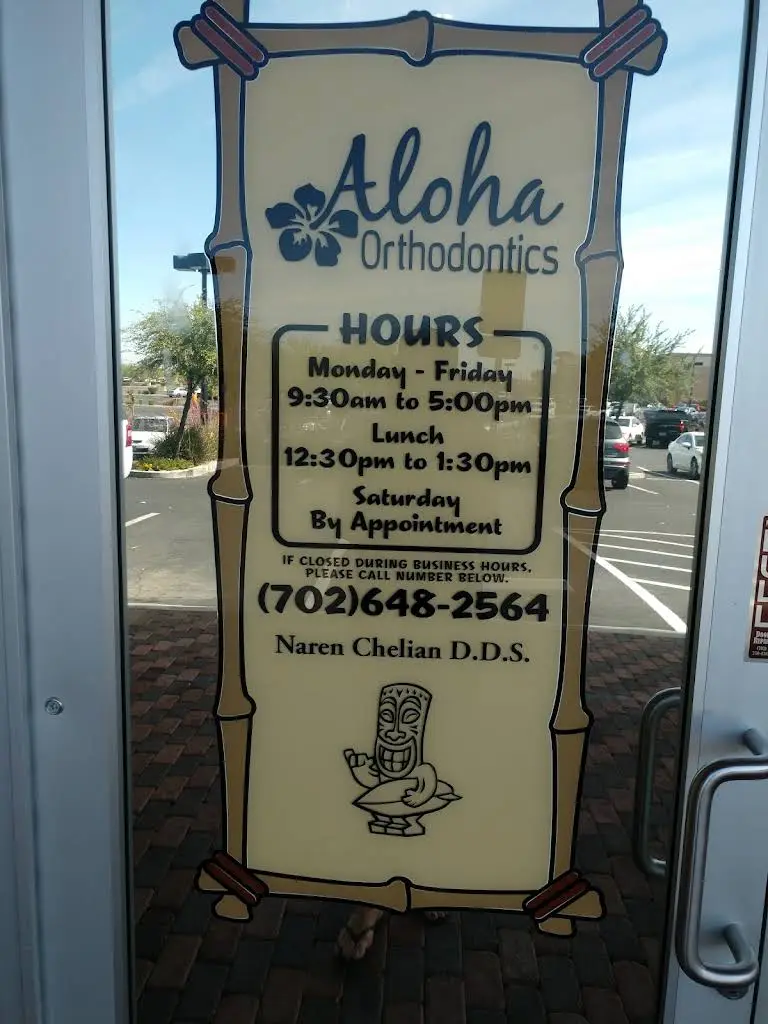 Aloha
Orthodontics
HOURS
Monday - Friday
9:30am to 5:00pm
Lunch
12:30pm to 1:30pm
Saturday
By Appointment
IF CLOSED DURING BUSINESS HOURS,
PLEASE CALL NUMBER BELOW.
(702)648-2564
Naren Chelian D.D.S.